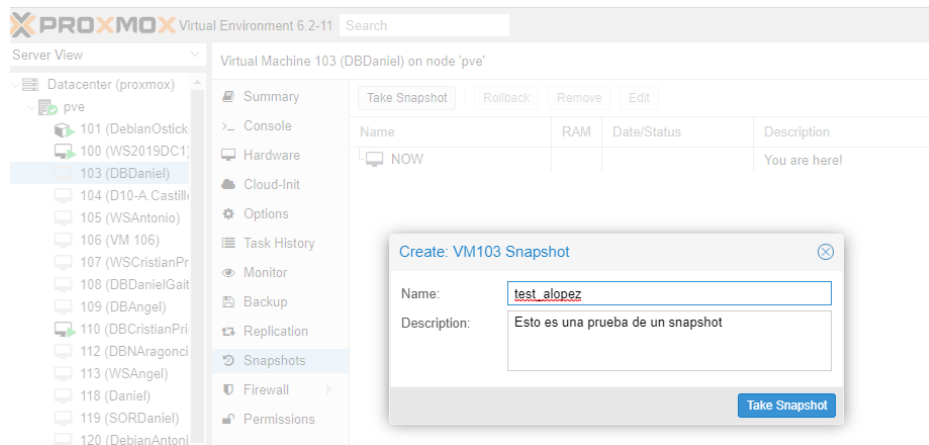 PROXMOX Virtual Environment 6.2-11 Search
Server View
Virtual Machine 103 (DBDaniel) on node 'pve'
Datacenter (proxmox)
pve
101 (DebianOstick
100 (WS2019DC1)
103 (DBDaniel)
104 (D10-A.Castille
105 (WSAntonio)
106 (VM 106)
107 (WSCristianPr
108 (DBDanielGait
109 (DBAngel)
110 (DBCristianPri
112 (DBNAragonci
113 (WSAngel)
118 (Daniel)
119 (SORDaniel)
120 (DebianAntoni
Summary
>_ Console
Hardware
Cloud-Init
Options
Task History
Monitor
Backup
Replication
Snapshots
Firewall
Permissions
Take Snapshot Rollback Remove Edit
Name RAM Date/Status Description
NOW You are here!
Create: VM103 Snapshot
Name: test_alopez
Description: Esto es una prueba de un snapshot
Take Snapshot